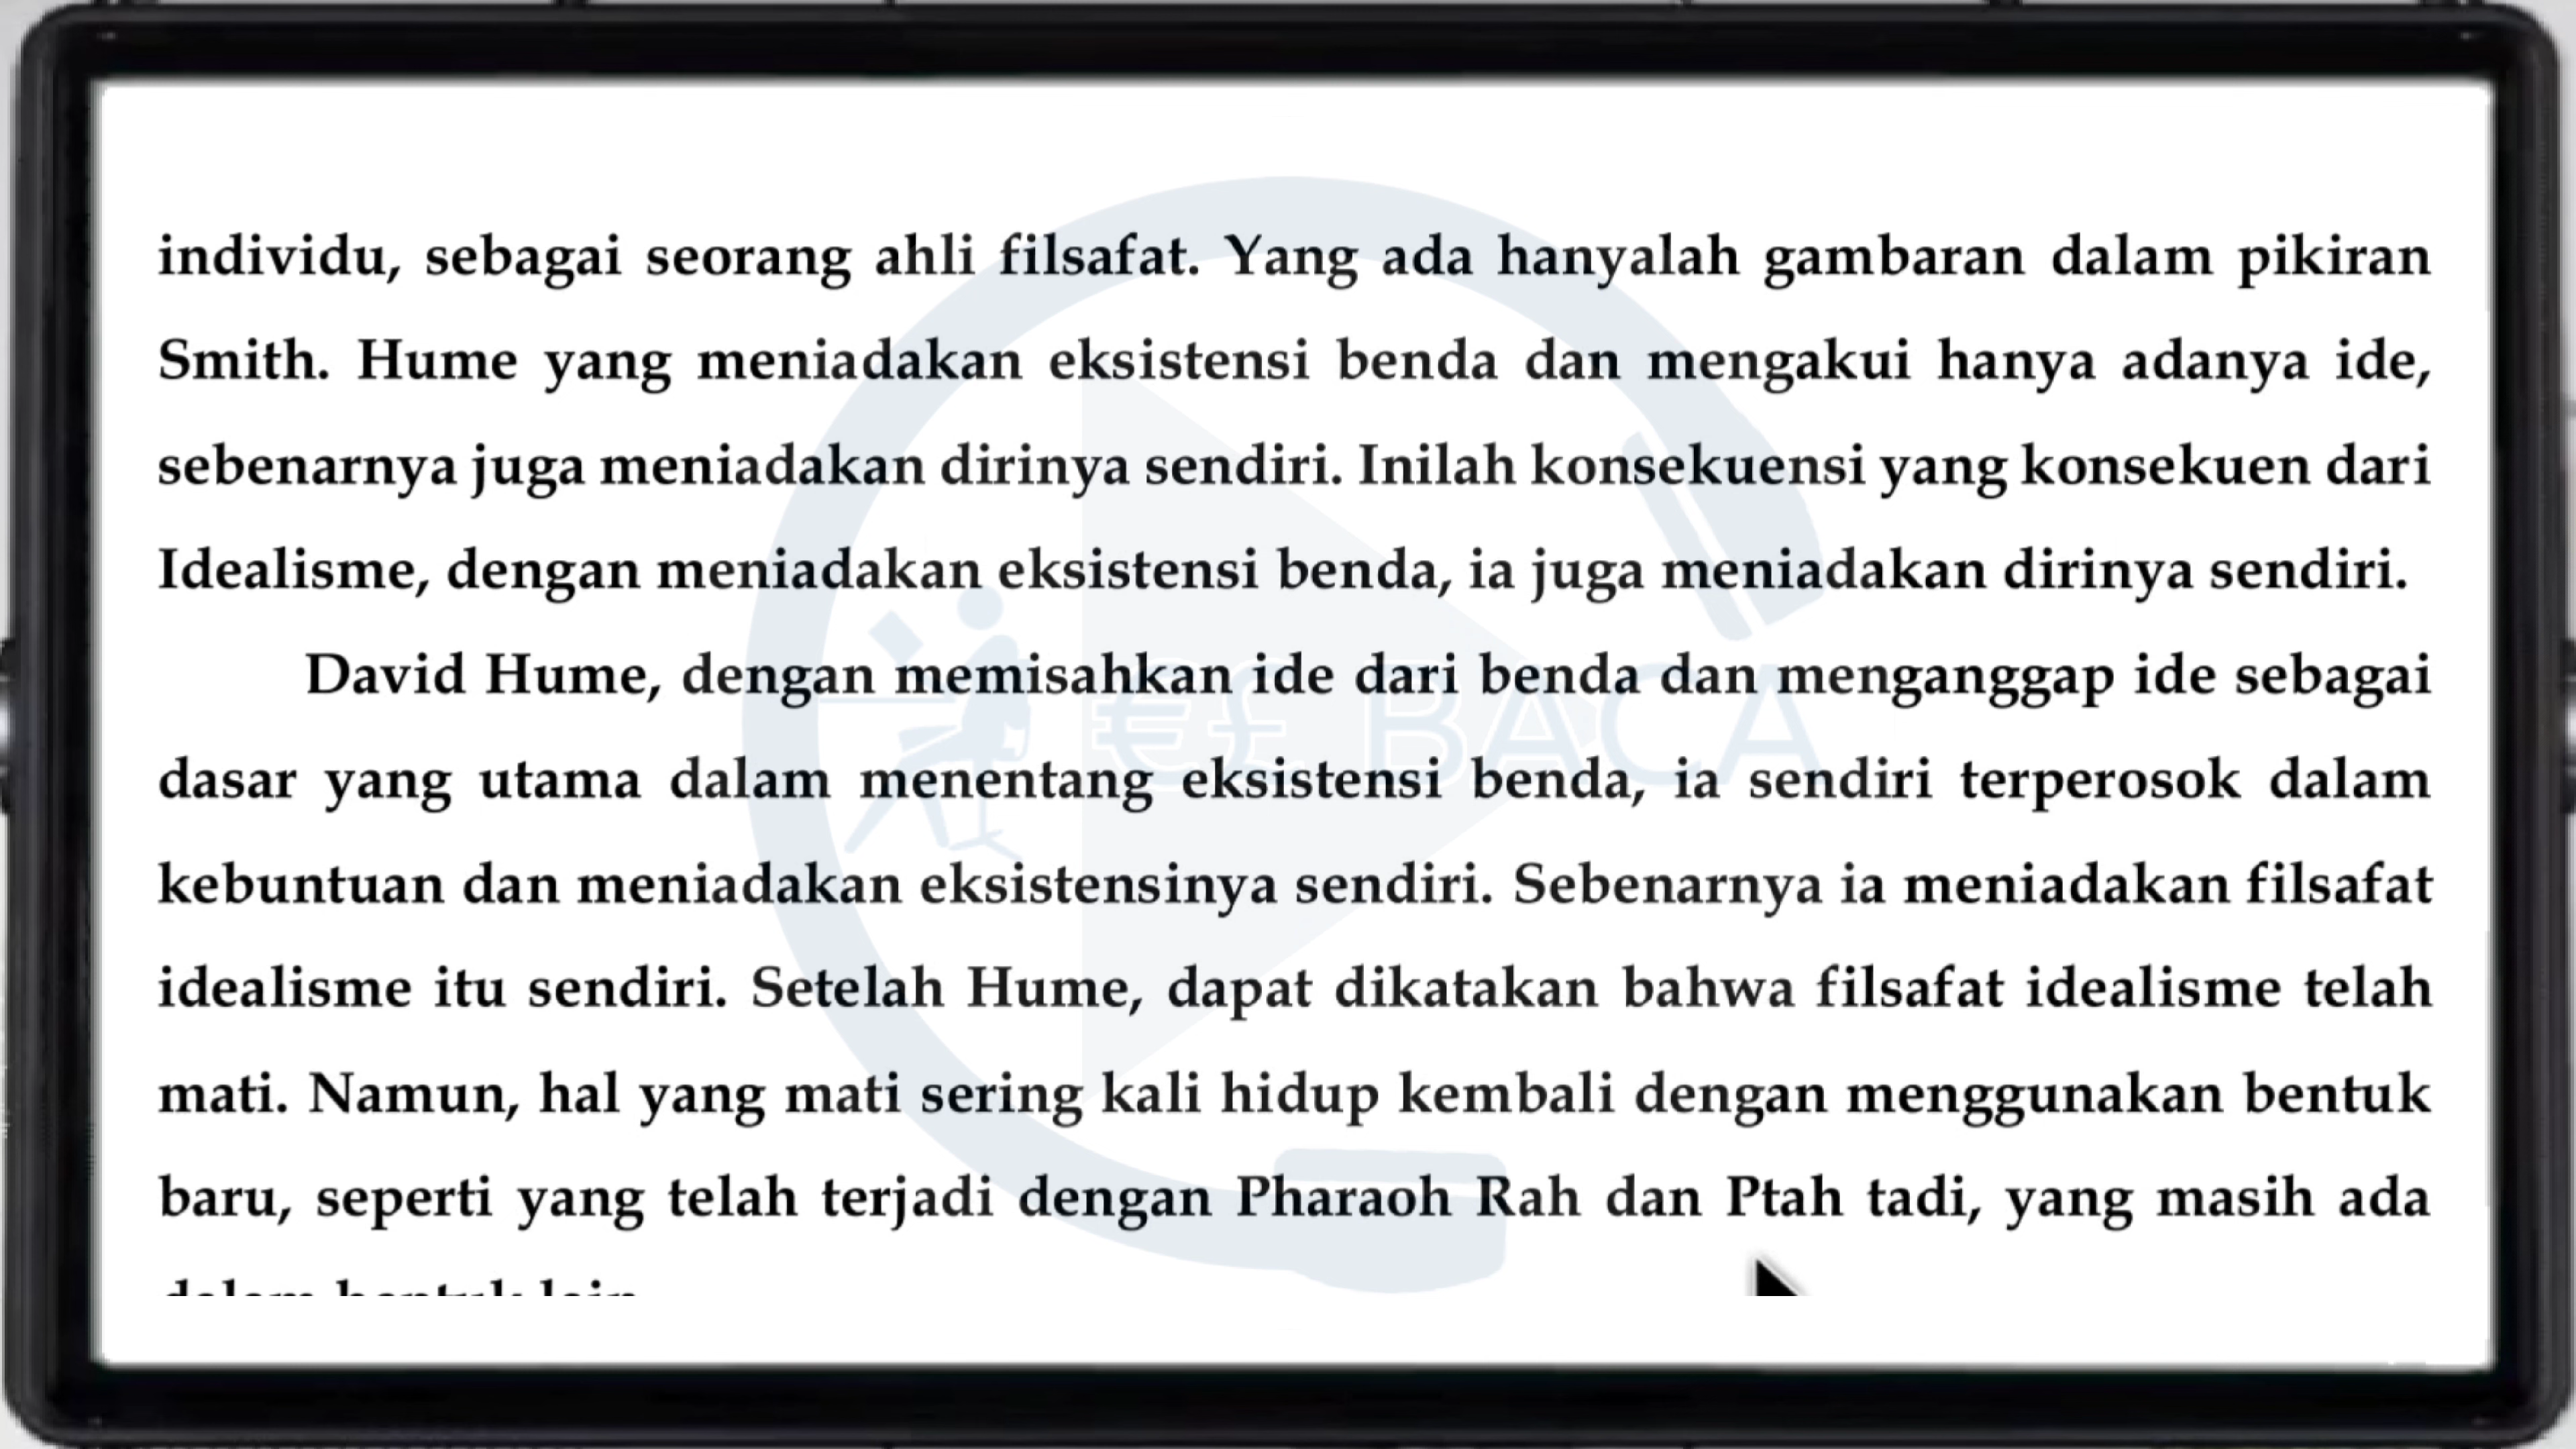 individu, sebagai seorang ahli filsafat. Yang ada hanyalah gambaran dalam pikiran
Smith. Hume yang meniadakan eksistensi benda dan mengakui hanya adanya ide,
sebenarnya juga meniadakan dirinya sendiri. Inilah konsekuensi yang konsekuen dari
Idealisme, dengan meniadakan eksistensi benda, ia juga meniadakan dirinya sendiri.
David Hume, dengan memisahkan ide dari benda dan menganggap ide sebagai
dasar yang utama dalam menentang eksistensi benda, ia sendiri terperosok dalam
kebuntuan dan meniadakan eksistensinya sendiri. Sebenarnya ia meniadakan filsafat
idealisme itu sendiri. Setelah Hume, dapat dikatakan bahwa filsafat idealisme telah
mati. Namun, hal yang mati sering kali hidup kembali dengan menggunakan bentuk
baru, seperti yang telah terjadi dengan Pharaoh Rah dan Ptah tadi, yang masih ada
dalam bentuk lain
€£ BACA